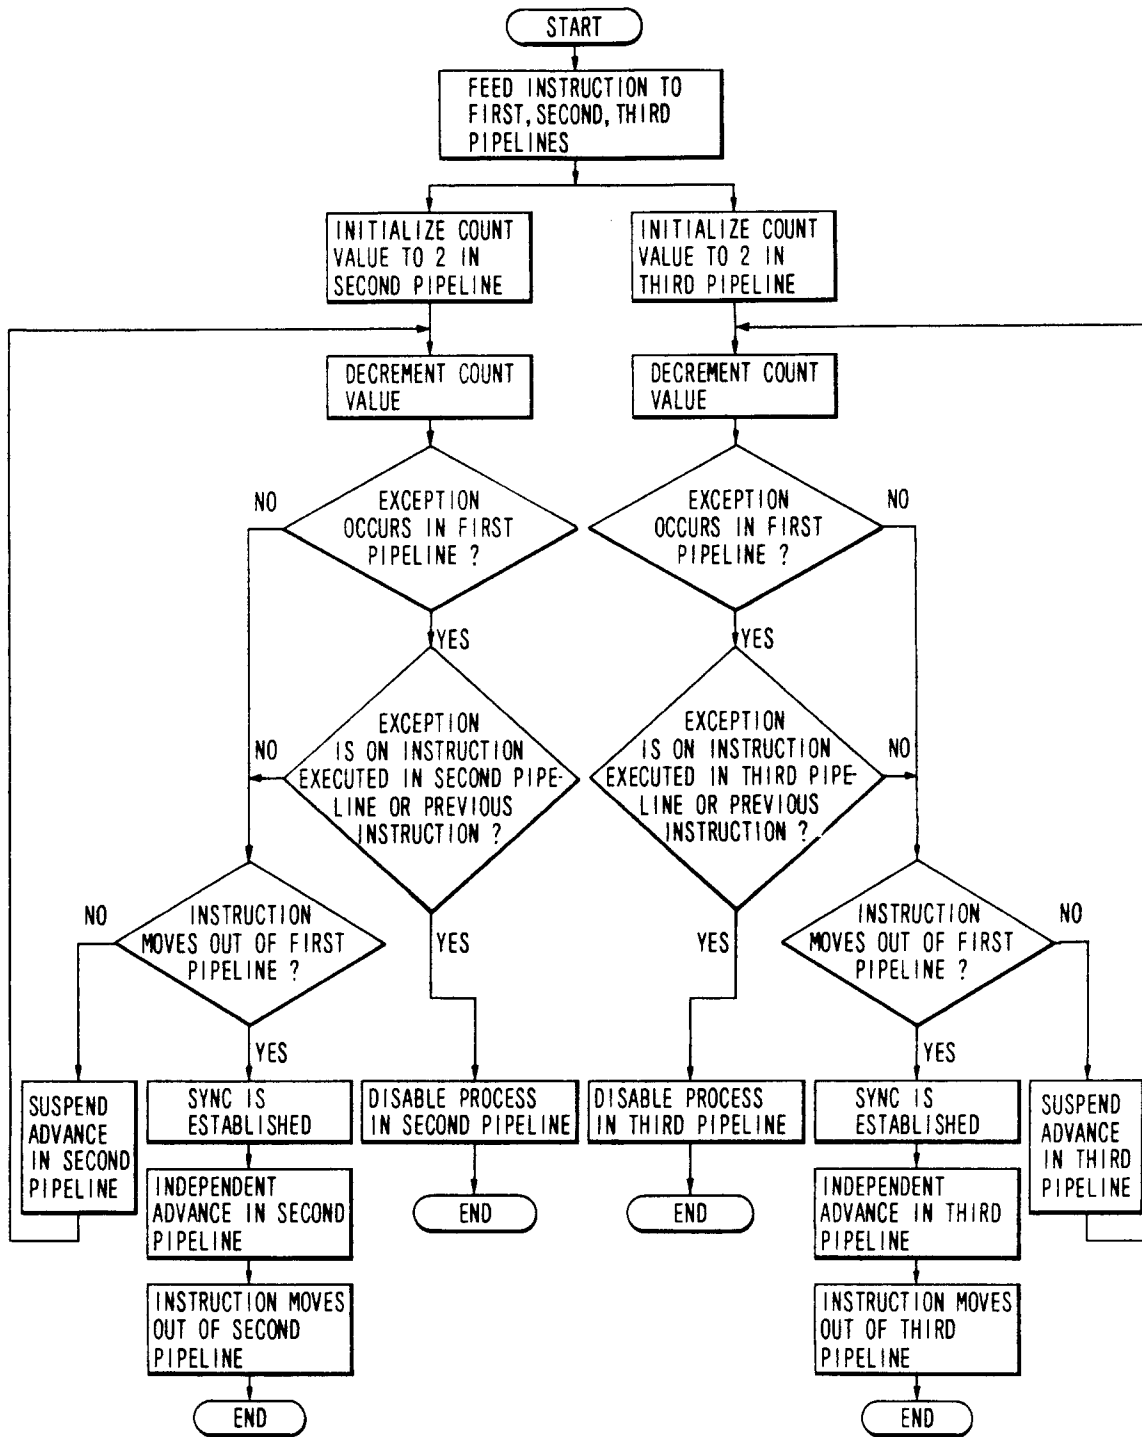 START
FEED INSTRUCTION TO
FIRST, SECOND, THIRD
PIPELINES
INITIALIZE COUNT
VALUE TO 2 IN
SECOND PIPELINE
INITIALIZE COUNT
VALUE TO 2 IN
THIRD PIPELINE
DECREMENT COUNT
VALUE
DECREMENT COUNT
VALUE
NO
EXCEPTION
OCCURS IN FIRST
PIPELINE ?
EXCEPTION
OCCURS IN FIRST
PIPELINE ?
NO
YES
YES
NO
EXCEPTION
IS ON INSTRUCTION
EXECUTED IN SECOND PIPE-
LINE OR PREVIOUS
INSTRUCTION ?
EXCEPTION
IS ON INSTRUCTION
EXECUTED IN THIRD PIPE-
LINE OR PREVIOUS
INSTRUCTION ?
NO
NO
INSTRUCTION
MOVES OUT OF FIRST
PIPELINE ?
YES
YES
INSTRUCTION
MOVES OUT OF FIRST
PIPELINE ?
NO
YES
YES
SUSPEND
ADVANCE
IN SECOND
PIPELINE
SYNC IS
ESTABLISHED
DISABLE PROCESS
IN SECOND PIPELINE
DISABLE PROCESS
IN THIRD PIPELINE
SYNC IS
ESTABLISHED
SUSPEND
ADVANCE
IN THIRD
PIPELINE
INDEPENDENT
ADVANCE IN SECOND
PIPELINE
END
END
INDEPENDENT
ADVANCE IN THIRD
PIPELINE
INSTRUCTION MOVES
OUT OF SECOND
PIPELINE
INSTRUCTION MOVES
OUT OF THIRD
PIPELINE
END
END